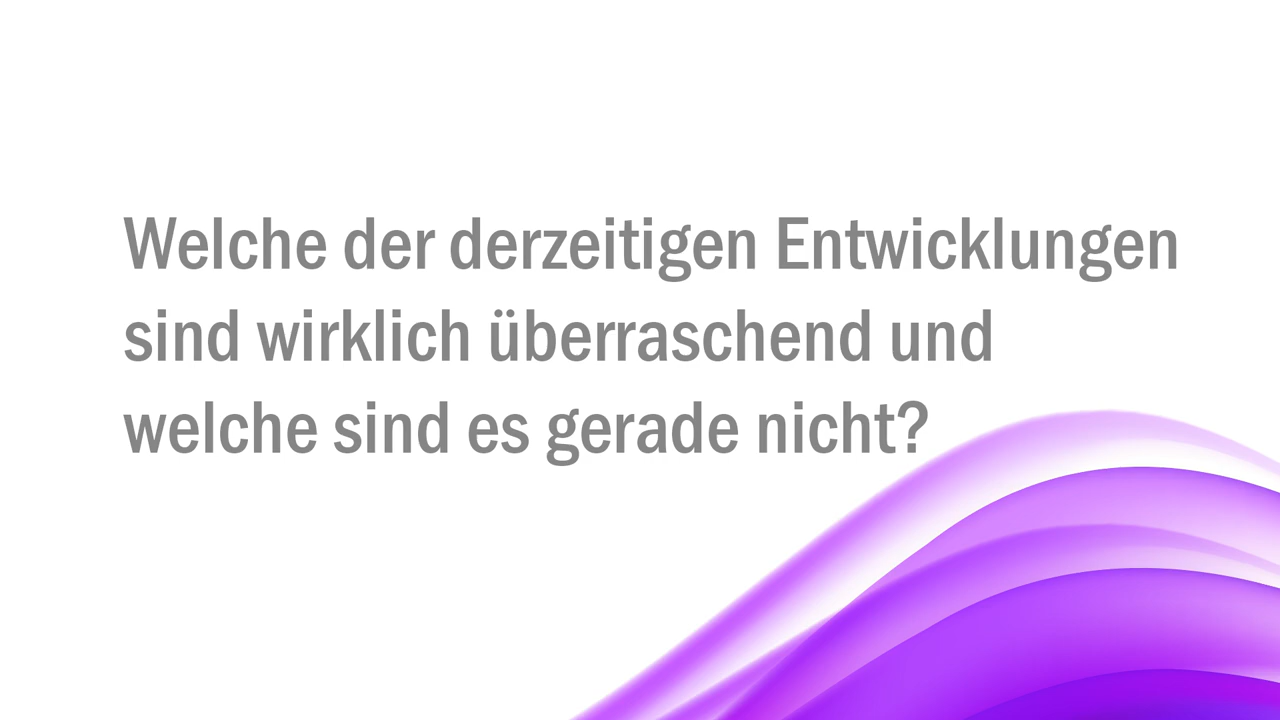 Welche der derzeitigen Entwicklungen
sind wirklich überraschend und
welche sind es gerade nicht?